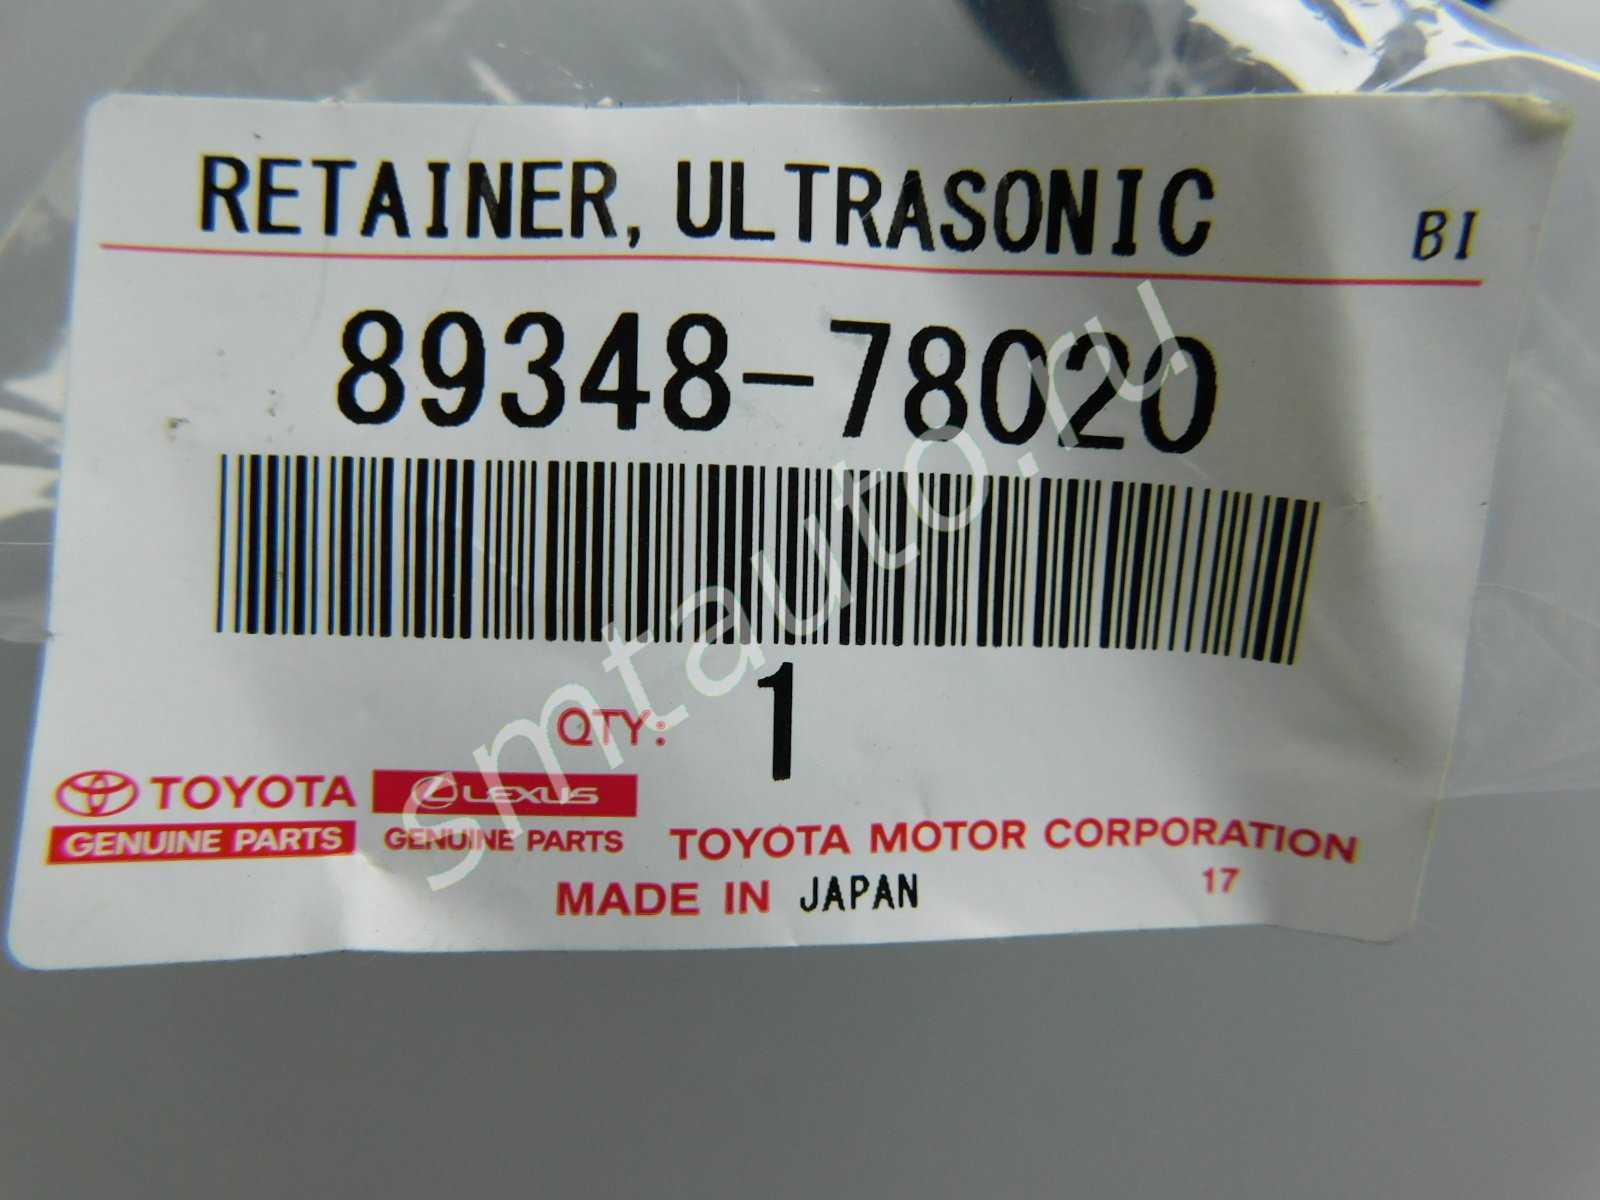 RETAINER, ULTRASONIC BI
89348-78020
QTY: 1
TOYOTA LEXUS
GENUINE PARTS GENUINE PARTS TOYOTA MOTOR CORPORATION
MADE IN JAPAN 17
smtauto.ru